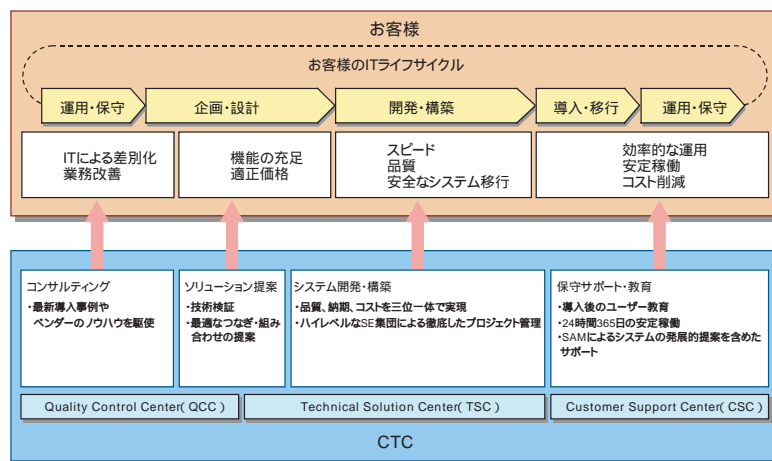 お客様
お客様のITライフサイクル
運用・保守
企画・設計
開発・構築
導入・移行
運用・保守
ITによる差別化
業務改善
機能の充足
適正価格
スピード
品質
安全なシステム移行
効率的な運用
安定稼働
コスト削減
コンサルティング
・最新導入事例や
ベンダーのノウハウを駆使
ソリューション提案
・技術検証
・最適なつなぎ・組み
合わせの提案
システム開発・構築
・品質、納期、コストを三位一体で実現
・ハイレベルなSE集団による徹底したプロジェクト管理
保守サポート・教育
・導入後のユーザー教育
・24時間365日の安定稼働
・SAMによるシステムの発展的提案を含めた
サポート
Quality Control Center( QCC )
Technical Solution Center( TSC )
Customer Support Center( CSC )
CTC